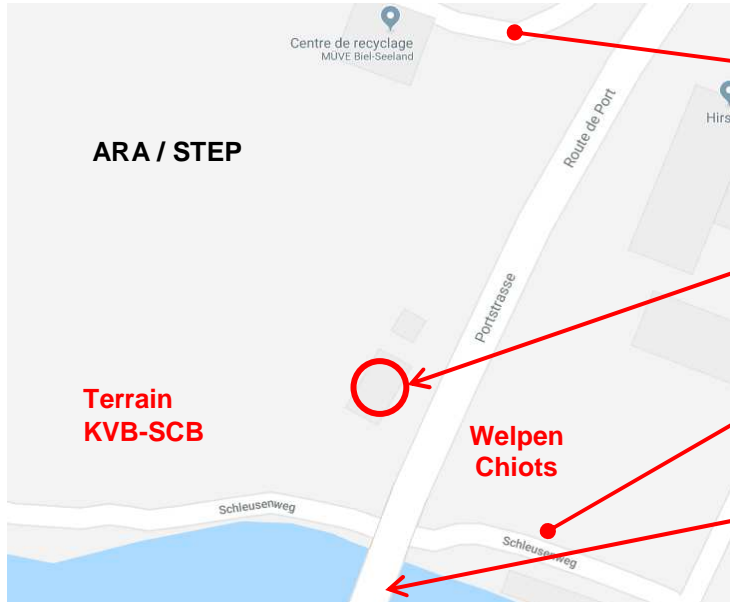 Centre de recyclage
MÜVE Biel-Seeland
Hirs
ARA / STEP
Route de Port
Portstrasse
Terrain
KVB-SCB
Welpen
Chiots
Schleusenweg
Schleusenweg